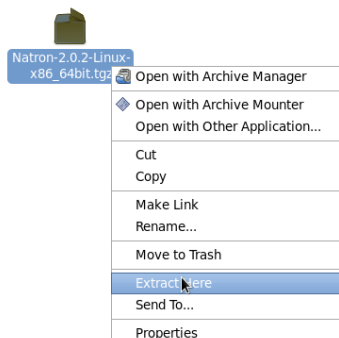 Natron-2.0.2-Linux-
x86_64bit.tgz
Open with Archive Manager
Open with Archive Mounter
Open with Other Application...
Cut
Copy
Make Link
Rename...
Move to Trash
Extract Here
Send To...
Properties